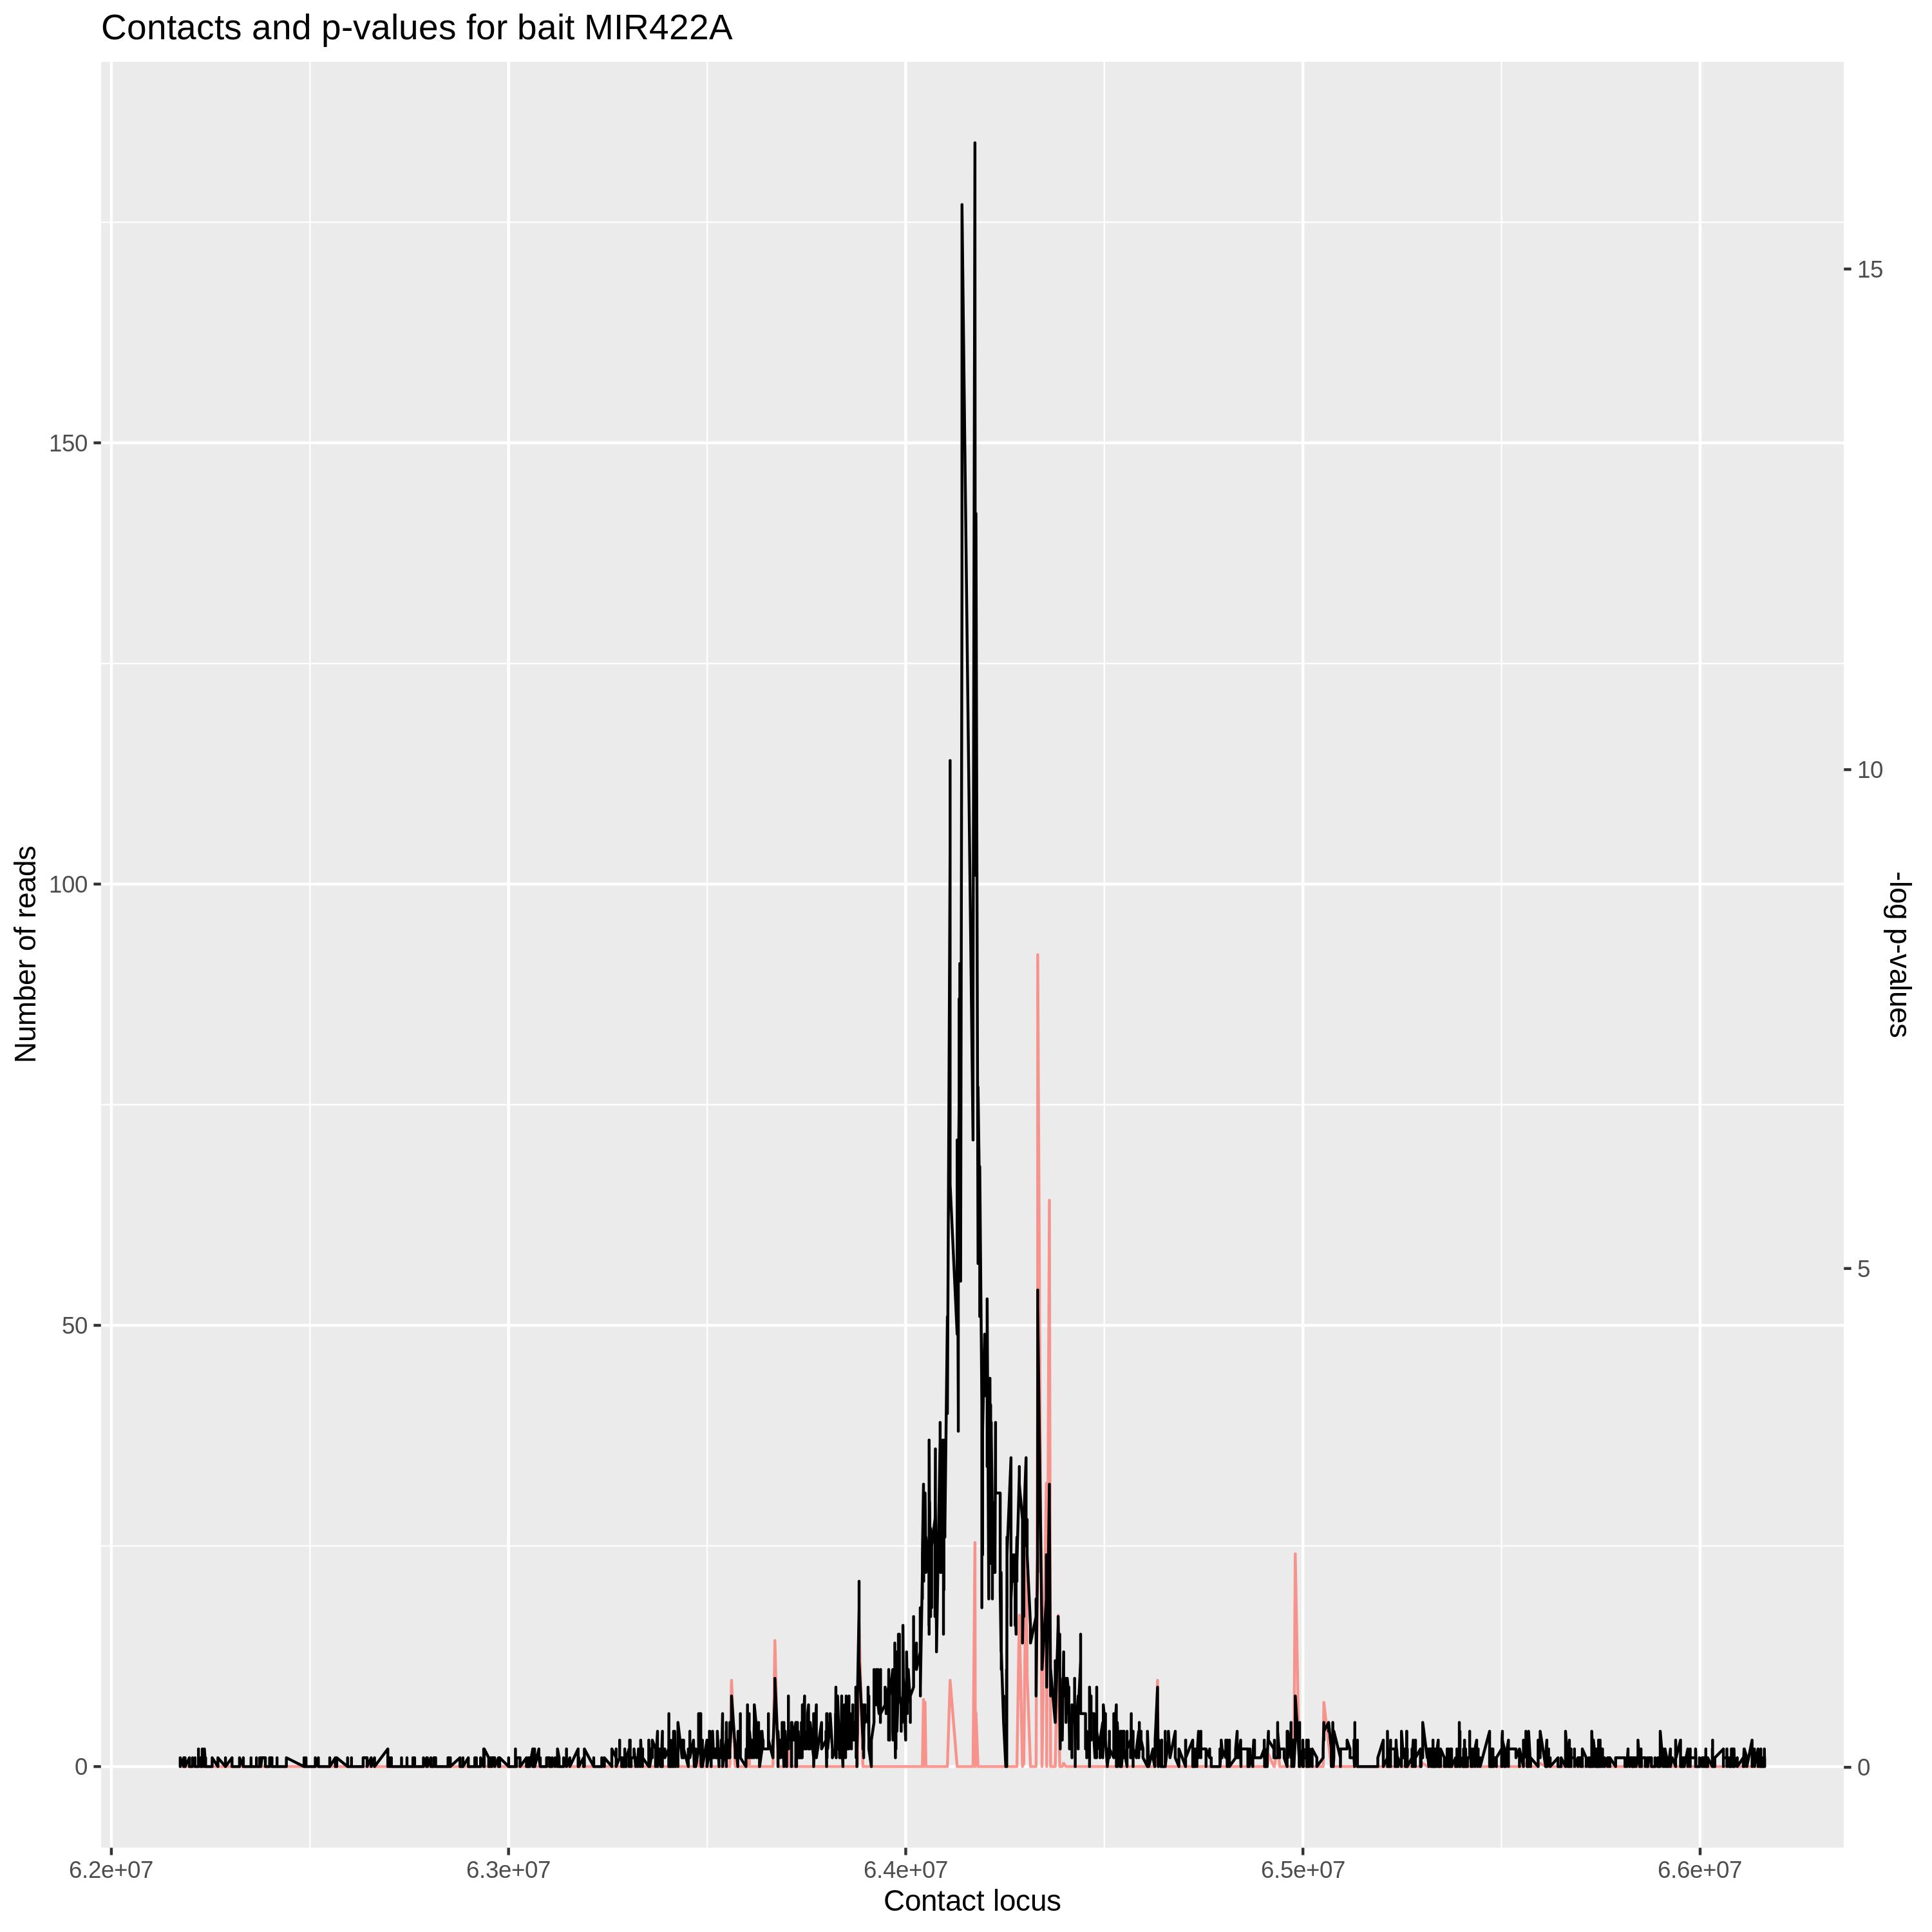 Contacts and p-values for bait MIR422A
Number of reads
150
100
50
0
15
10
5
0
-log p-values
6.2e+07
6.3e+07
6.4e+07
6.5e+07
6.6e+07
Contact locus